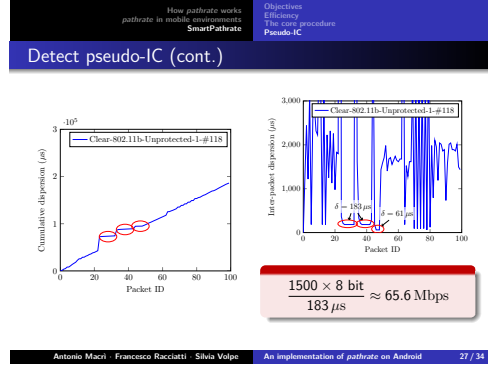 How pathrate works
pathrate in mobile environments
SmartPathrate
Objectives
Efficiency
The core procedure
Pseudo-IC
Detect pseudo-IC (cont.)
·10⁵
3
2
1
0
Cumulative dispersion (μs)
Clear-802.11b-Unprotected-1-#118
0 20 40 60 80 100
Packet ID
3,000
2,000
1,000
0
Inter-packet dispersion (μs)
Clear-802.11b-Unprotected-1-#118
δ = 183 μs
δ = 61 μs
0 20 40 60 80 100
Packet ID
1500 × 8 bit
183 μs
≈ 65.6 Mbps
Antonio Macrì · Francesco Racciatti · Silvia Volpe
An implementation of pathrate on Android
27 / 34